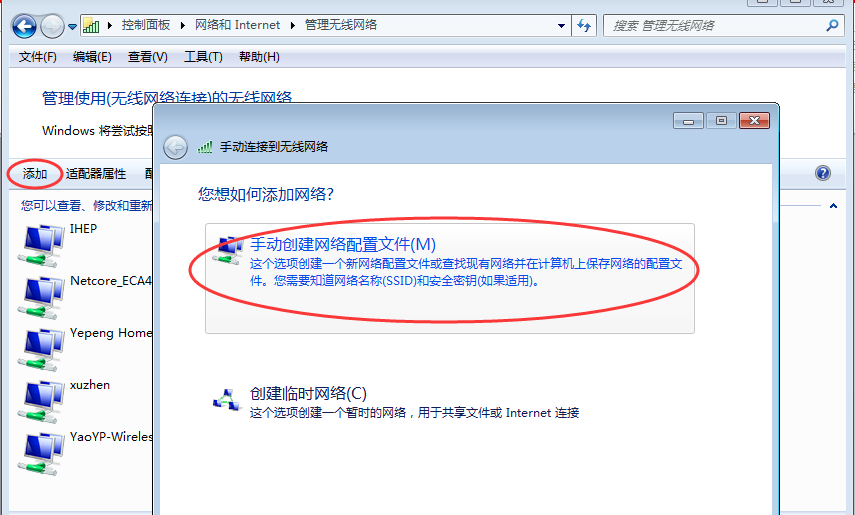 控制面板 网络和 Internet 管理无线网络
搜索 管理无线网络
文件(F) 编辑(E) 查看(V) 工具(T) 帮助(H)
管理使用(无线网络连接)的无线网络
Windows 将尝试按照
添加 适配器属性
您可以查看、修改和重新
IHEP
Netcore_ECA4
Yepeng Home
xuzhen
YaoYP-Wireles
手动连接到无线网络
您想如何添加网络?
手动创建网络配置文件(M)
这个选项创建一个新网络配置文件或查找现有网络并在计算机上保存网络的配置文
件。您需要知道网络名称(SSID)和安全密钥(如果适用)。
创建临时网络(C)
这个选项创建一个暂时的网络，用于共享文件或 Internet 连接